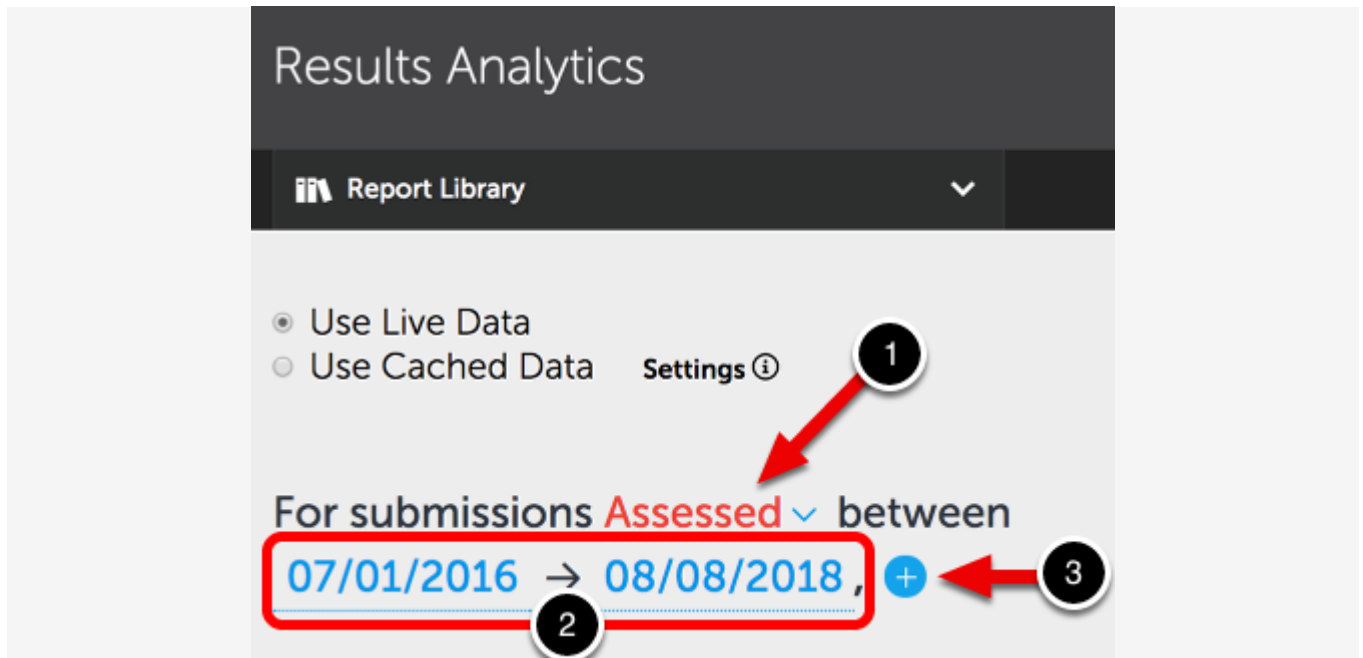 Results Analytics
Report Library
Use Live Data
Use Cached Data Settings
1
For submissions Assessed between
07/01/2016 → 08/08/2018 , +
3
2